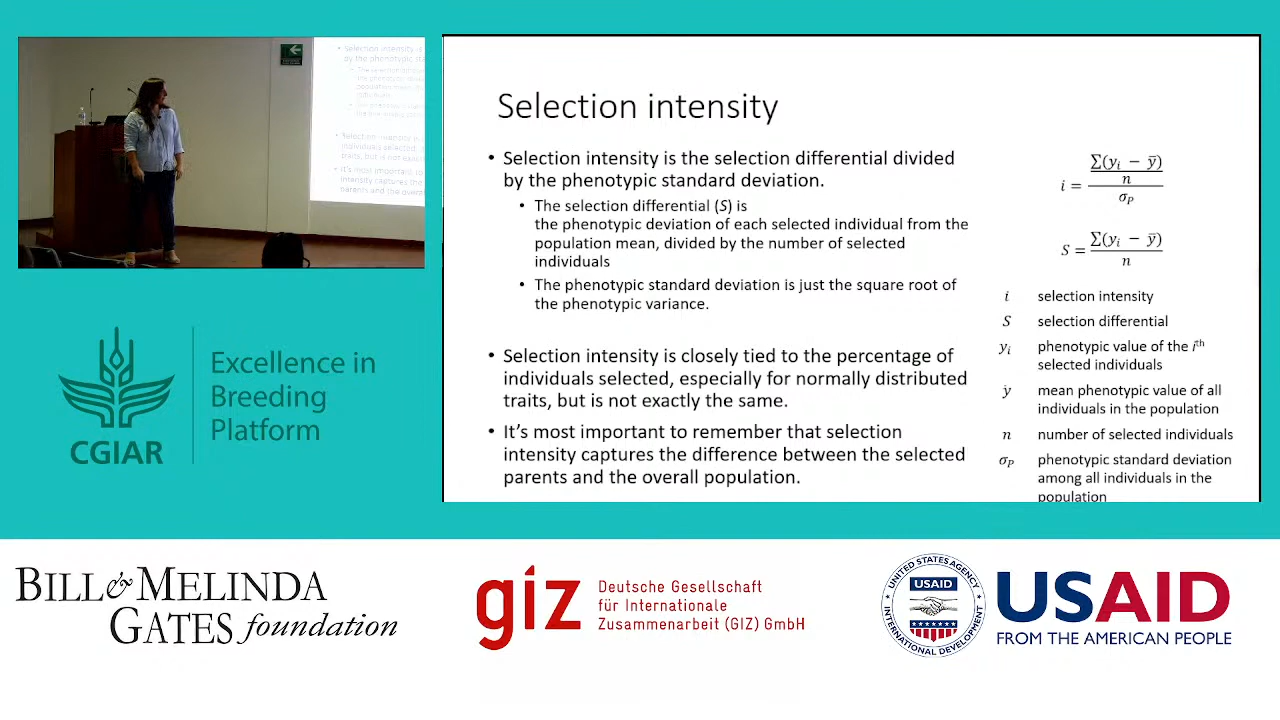 Selection intensity
• Selection intensity is the selection differential divided
by the phenotypic standard deviation.
• The selection differential (S) is
the phenotypic deviation of each selected individual from the
population mean, divided by the number of selected
individuals
• The phenotypic standard deviation is just the square root of
the phenotypic variance.
• Selection intensity is closely tied to the percentage of
individuals selected, especially for normally distributed
traits, but is not exactly the same.
• It's most important to remember that selection
intensity captures the difference between the selected
parents and the overall population.
i = (∑(yᵢ − ȳ) / n) / σ_P
S = ∑(yᵢ − ȳ) / n
i selection intensity
S selection differential
yᵢ phenotypic value of the iᵗʰ
selected individuals
ȳ mean phenotypic value of all
individuals in the population
n number of selected individuals
σ_P phenotypic standard deviation
among all individuals in the
population
CGIAR
Excellence in
Breeding
Platform
BILL & MELINDA
GATES foundation
giz
Deutsche Gesellschaft
für Internationale
Zusammenarbeit (GIZ) GmbH
UNITED STATES AGENCY
USAID
INTERNATIONAL DEVELOPMENT
USAID
FROM THE AMERICAN PEOPLE